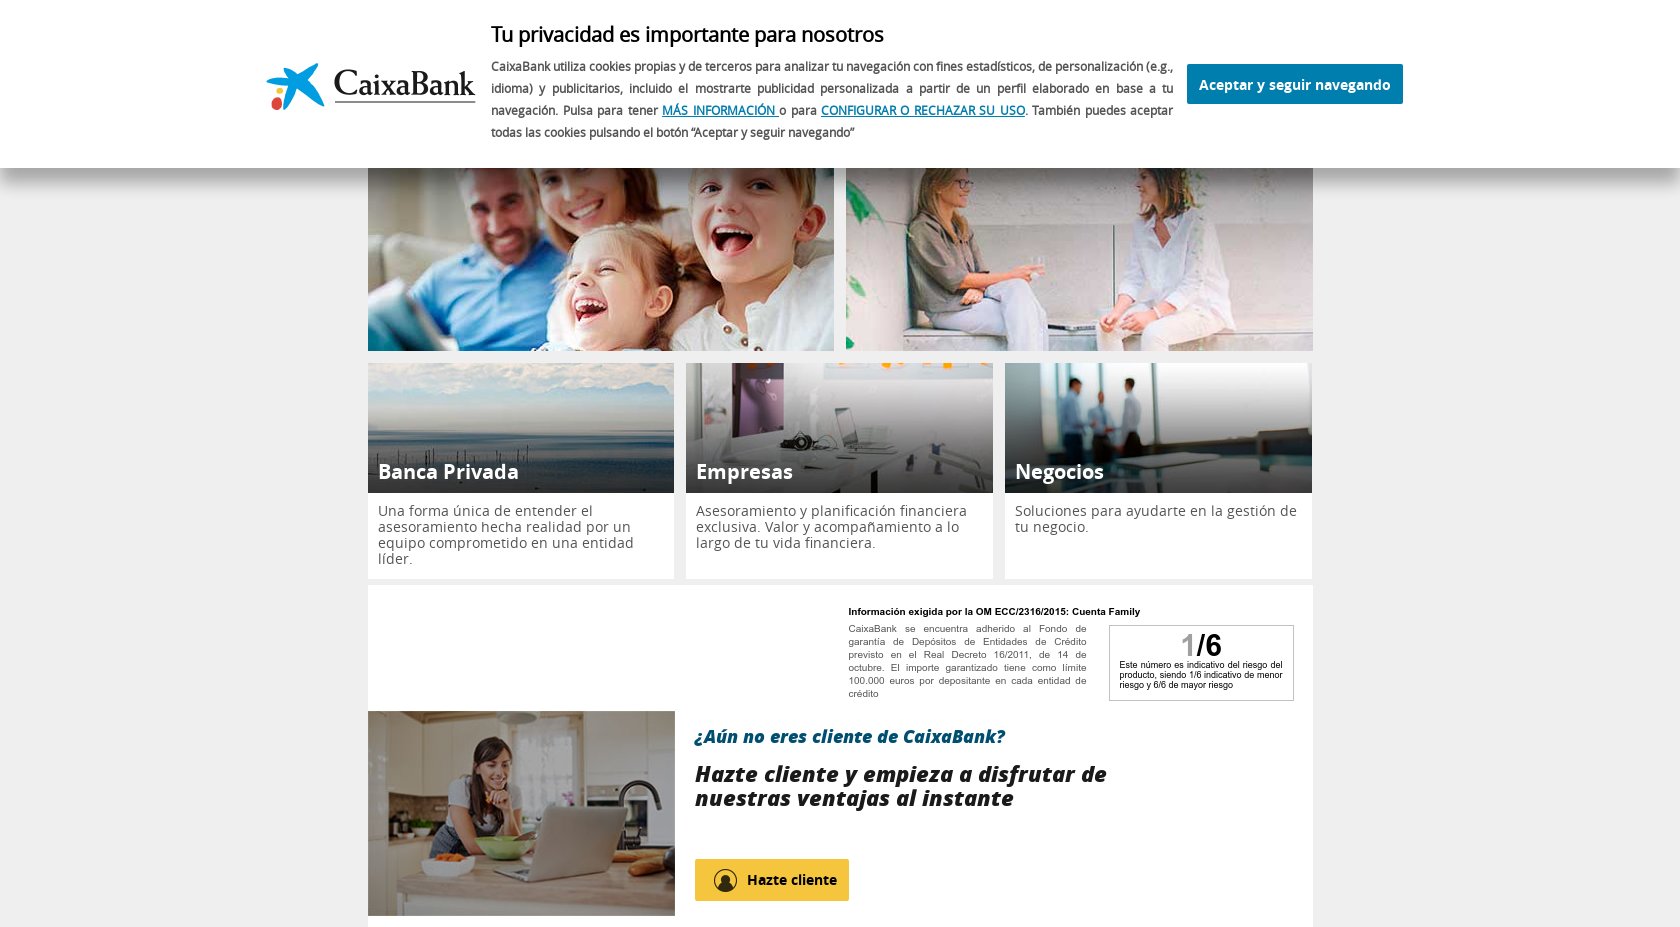 Tu privacidad es importante para nosotros
CaixaBank
CaixaBank utiliza cookies propias y de terceros para analizar tu navegación con fines estadísticos, de personalización (e.g.,
idioma) y publicitarios, incluido el mostrarte publicidad personalizada a partir de un perfil elaborado en base a tu
navegación. Pulsa para tener MÁS INFORMACIÓN o para CONFIGURAR O RECHAZAR SU USO. También puedes aceptar
todas las cookies pulsando el botón “Aceptar y seguir navegando”
Aceptar y seguir navegando
Banca Privada
Una forma única de entender el
asesoramiento hecha realidad por un
equipo comprometido en una entidad
líder.
Empresas
Asesoramiento y planificación financiera
exclusiva. Valor y acompañamiento a lo
largo de tu vida financiera.
Negocios
Soluciones para ayudarte en la gestión de
tu negocio.
Información exigida por la OM ECC/2316/2015: Cuenta Family
CaixaBank se encuentra adherido al Fondo de
garantía de Depósitos de Entidades de Crédito
previsto en el Real Decreto 16/2011, de 14 de
octubre. El importe garantizado tiene como límite
100.000 euros por depositante en cada entidad de
crédito
1/6
Este número es indicativo del riesgo del
producto, siendo 1/6 indicativo de menor
riesgo y 6/6 de mayor riesgo
¿Aún no eres cliente de CaixaBank?
Hazte cliente y empieza a disfrutar de
nuestras ventajas al instante
Hazte cliente